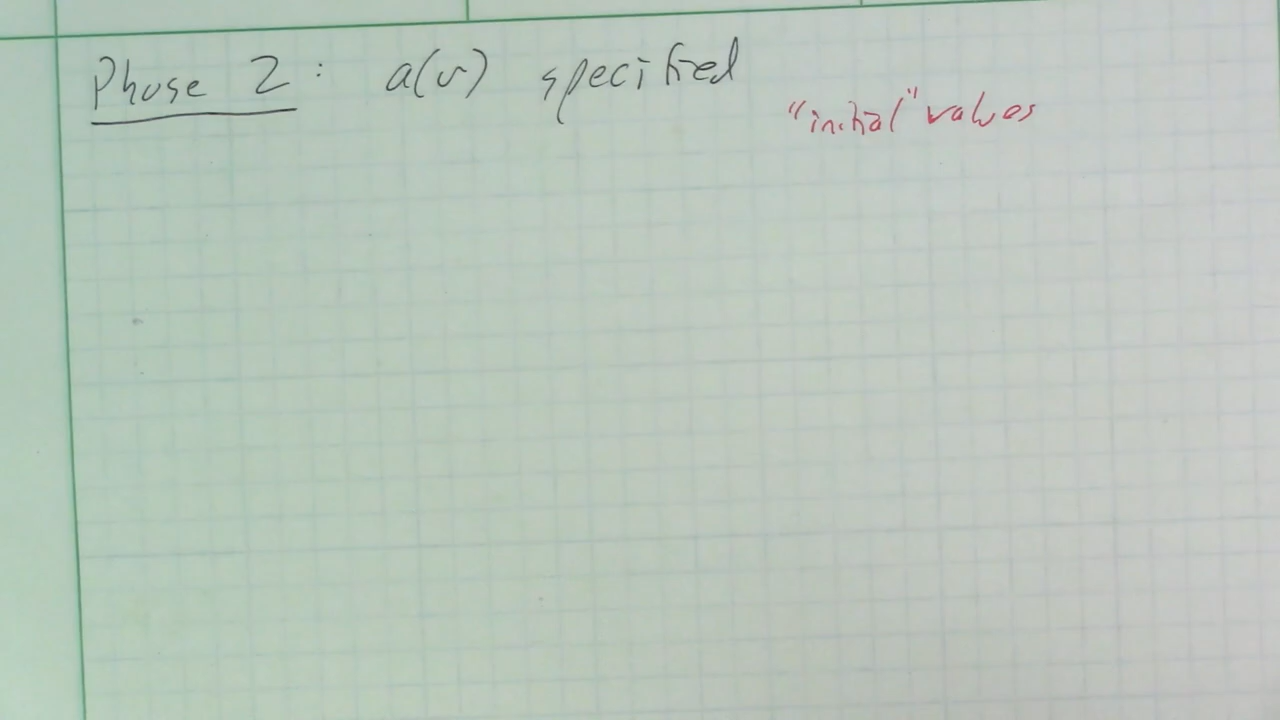 Phase 2: a(v) specified
"initial" values